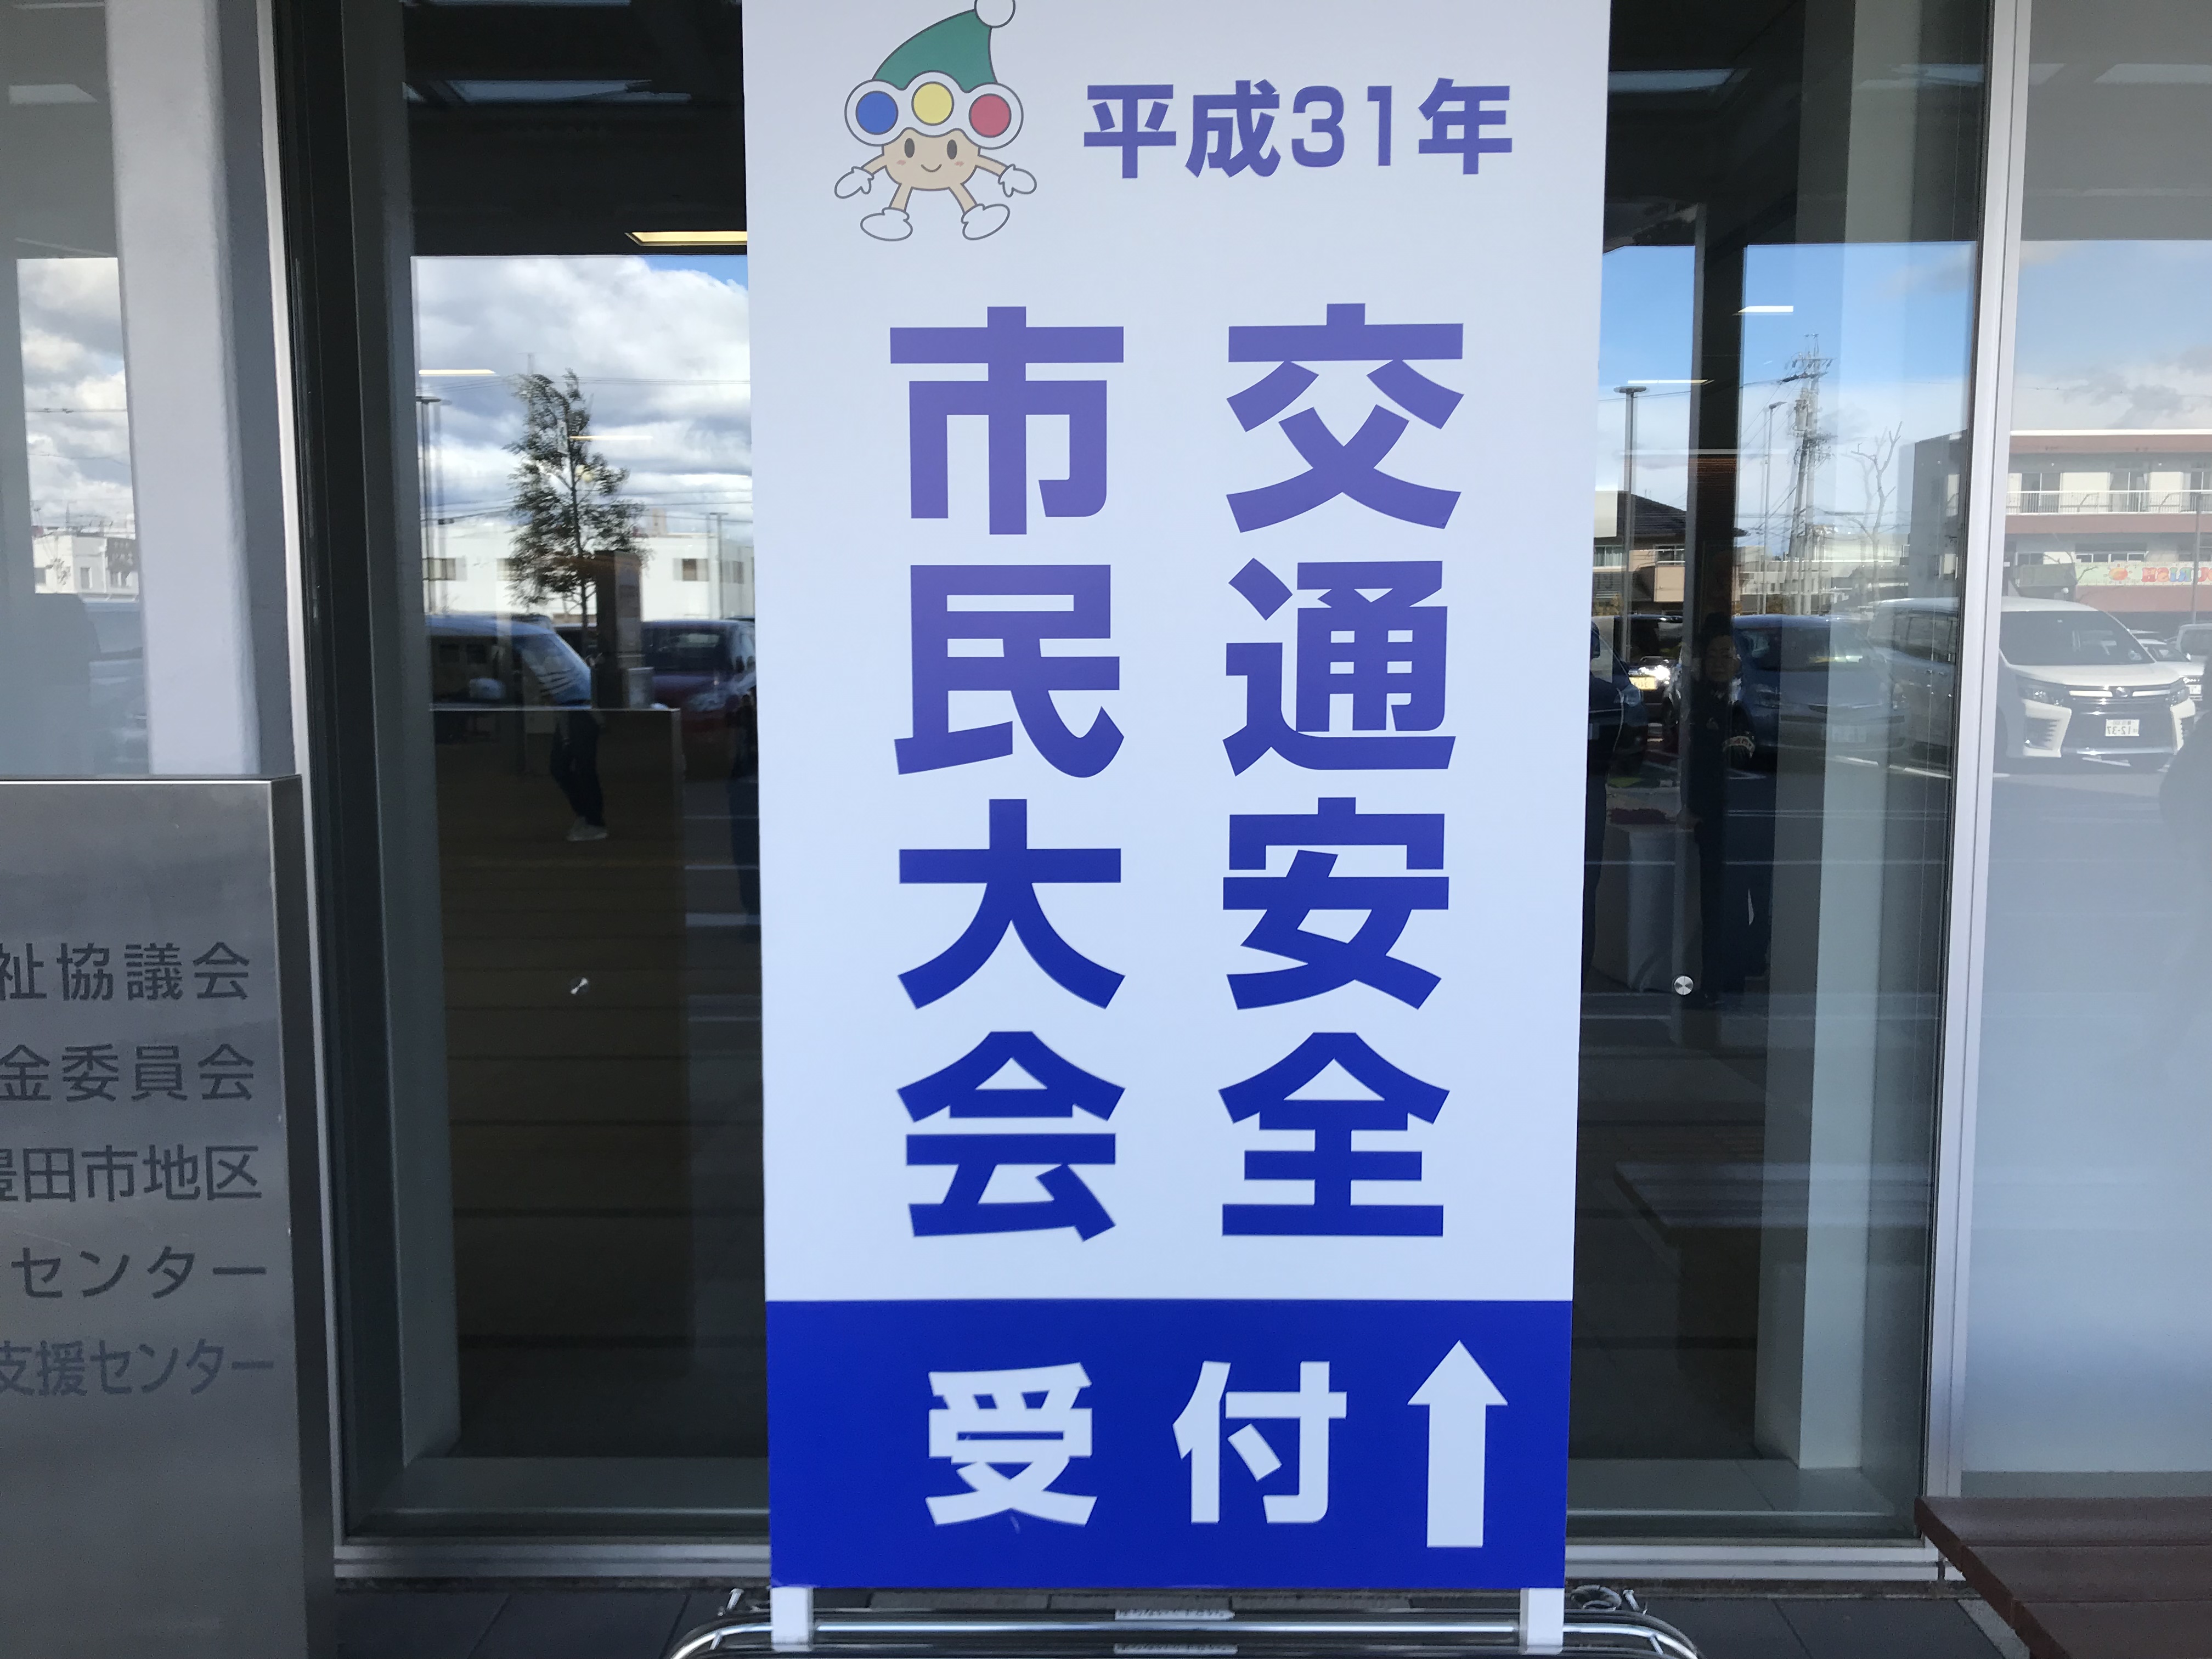 平成31年
交通安全
市民大会
受付↑
祉協議会
金委員会
豊田市地区
センター
支援センター